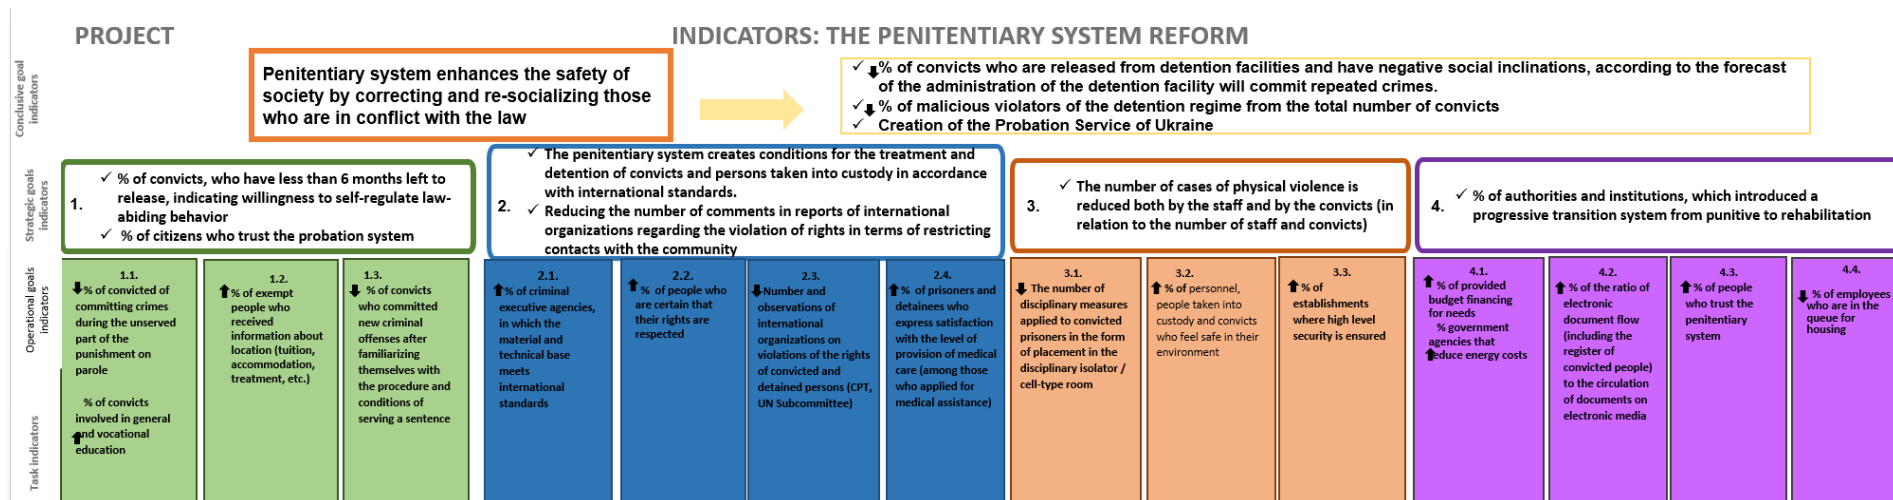 PROJECT
INDICATORS: THE PENITENTIARY SYSTEM REFORM
Conclusive goal
indicators
Penitentiary system enhances the safety of
society by correcting and re-socializing those
who are in conflict with the law
✓ % of convicts who are released from detention facilities and have negative social inclinations, according to the forecast
of the administration of the detention facility will commit repeated crimes.
✓ % of malicious violators of the detention regime from the total number of convicts
✓ Creation of the Probation Service of Ukraine
Strategic goals
indicators
1.
✓ % of convicts, who have less than 6 months left to
release, indicating willingness to self-regulate law-
abiding behavior
✓ % of citizens who trust the probation system
2.
✓ The penitentiary system creates conditions for the treatment and
detention of convicts and persons taken into custody in accordance
with international standards.
✓ Reducing the number of comments in reports of international
organizations regarding the violation of rights in terms of restricting
contacts with the community
3.
✓ The number of cases of physical violence is
reduced both by the staff and by the convicts (in
relation to the number of staff and convicts)
4.
✓ % of authorities and institutions, which introduced a
progressive transition system from punitive to rehabilitation
Operational goals
indicators
1.1.
% of convicted of
committing crimes
during the unserved
part of the
punishment on
parole
% of convicts
involved in general
and vocational
education
1.2.
% of exempt
people who
received
information about
location (tuition,
accommodation,
treatment, etc.)
1.3.
% of convicts
who committed
new criminal
offenses after
familiarizing
themselves with
the procedure and
conditions of
serving a sentence
2.1.
% of criminal
executive agencies,
in which the
material and
technical base
meets
international
standards
2.2.
% of people who
are certain that
their rights are
respected
2.3.
Number and
observations of
international
organizations on
violations of the rights
of convicted and
detained persons (CPT,
UN Subcommittee)
2.4.
% of prisoners and
detainees who
express satisfaction
with the level of
provision of medical
care (among those
who applied for
medical assistance)
3.1.
The number of
disciplinary measures
applied to convicted
prisoners in the form
of placement in the
disciplinary isolator /
cell-type room
3.2.
% of personnel,
people taken into
custody and convicts
who feel safe in their
environment
3.3.
% of
establishments
where high level
security is ensured
4.1.
% of provided
budget financing
for needs
% government
agencies that
reduce energy costs
4.2.
% of the ratio of
electronic
document flow
(including the
register of
convicted people)
to the circulation
of documents on
electronic media
4.3.
% of people
who trust the
penitentiary
system
4.4.
% of employees
who are in the
queue for
housing
Task indicators